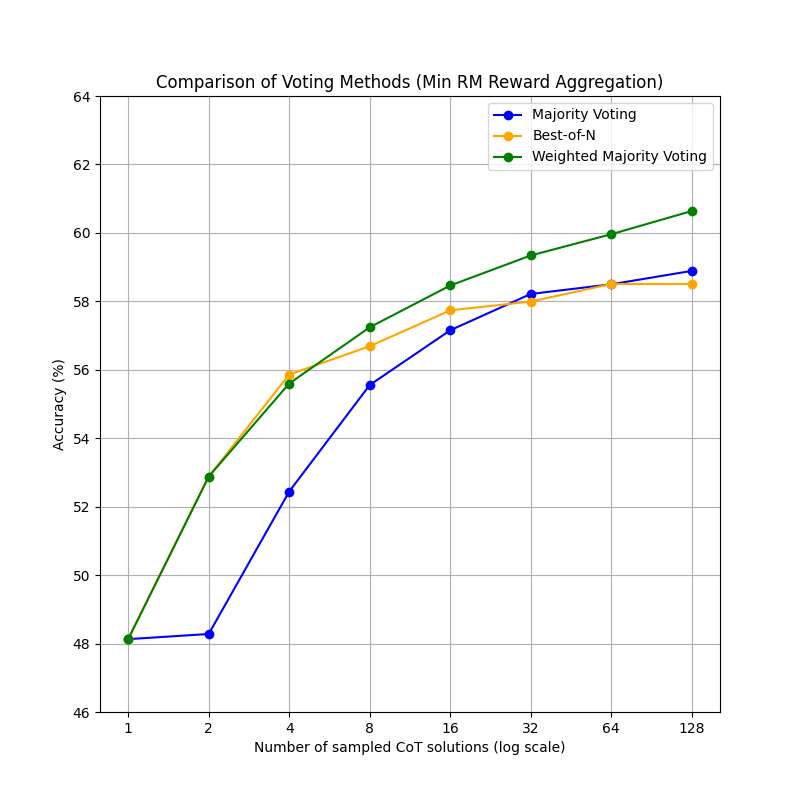 Comparison of Voting Methods (Min RM Reward Aggregation)
64
62
60
58
56
54
52
50
48
46
Accuracy (%)
Majority Voting
Best-of-N
Weighted Majority Voting
1 2 4 8 16 32 64 128
Number of sampled CoT solutions (log scale)